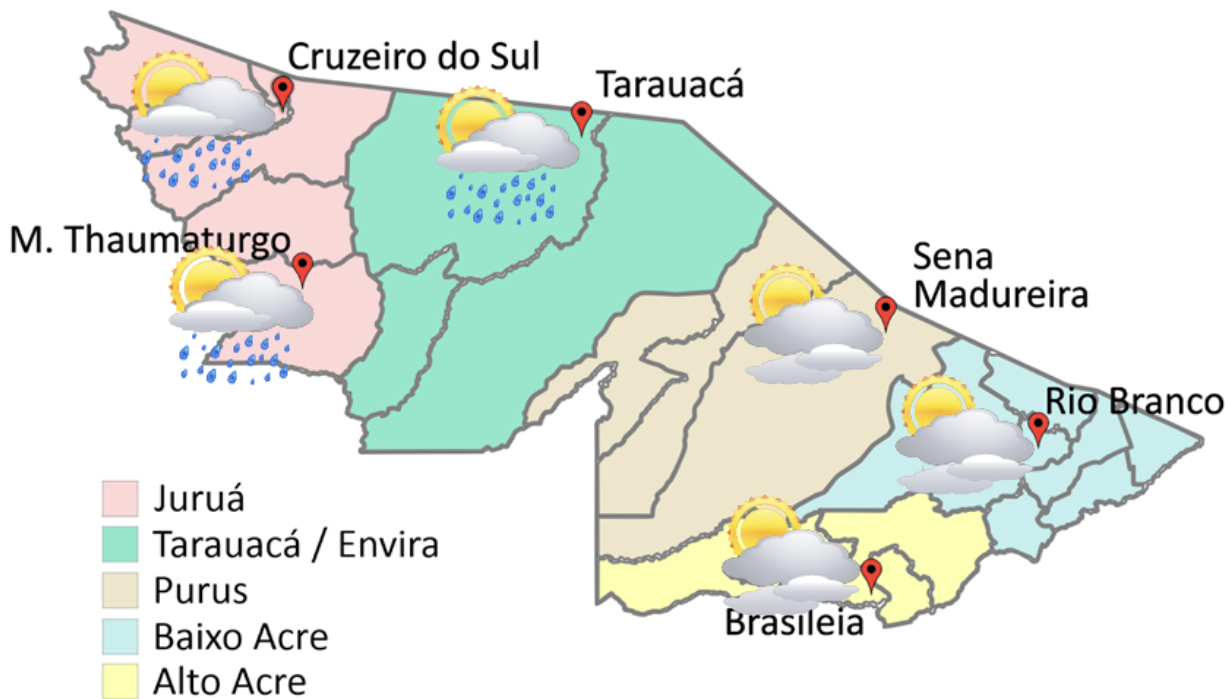 Cruzeiro do Sul
Tarauacá
M. Thaumaturgo
Sena
Madureira
Rio Branco
Brasileia
Juruá
Tarauacá / Envira
Purus
Baixo Acre
Alto Acre